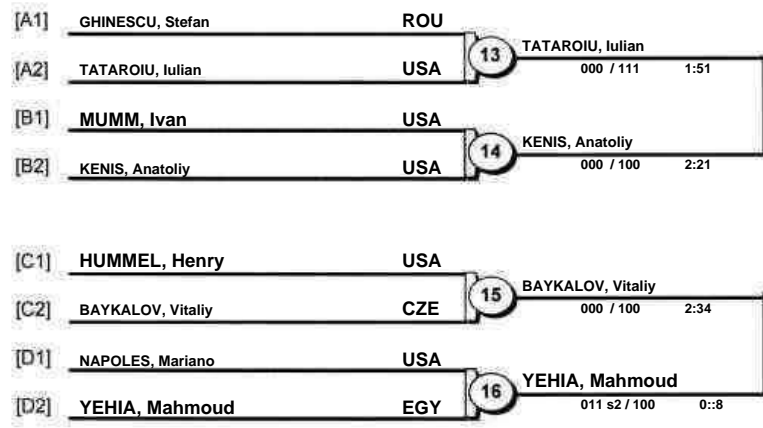 [A1] GHINESCU, Stefan ROU
13 TATAROIU, Iulian
000 / 111 1:51
[A2] TATAROIU, Iulian USA
[B1] MUMM, Ivan USA
14 KENIS, Anatoliy
000 / 100 2:21
[B2] KENIS, Anatoliy USA
[C1] HUMMEL, Henry USA
15 BAYKALOV, Vitaliy
000 / 100 2:34
[C2] BAYKALOV, Vitaliy CZE
[D1] NAPOLES, Mariano USA
16 YEHIA, Mahmoud
011 s2 / 100 0::8
[D2] YEHIA, Mahmoud EGY